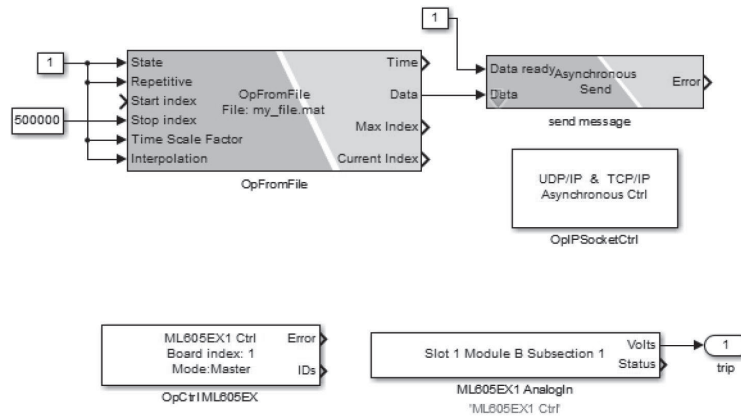 1
1
State
Repetitive
Start index
Stop index
Time Scale Factor
Interpolation
500000
OpFromFile
File: my_file.mat
Time
Data
Max Index
Current Index
OpFromFile
Data ready
Data
Asynchronous
Send
Error
send message
UDP/IP & TCP/IP
Asynchronous Ctrl
OpIPSocketCtrl
ML605EX1 Ctrl
Board index: 1
Mode:Master
Error
IDs
OpCtrlML605EX
Slot 1 Module B Subsection 1
Volts
Status
ML605EX1 AnalogIn
'ML605EX1 Ctrl'
1
trip